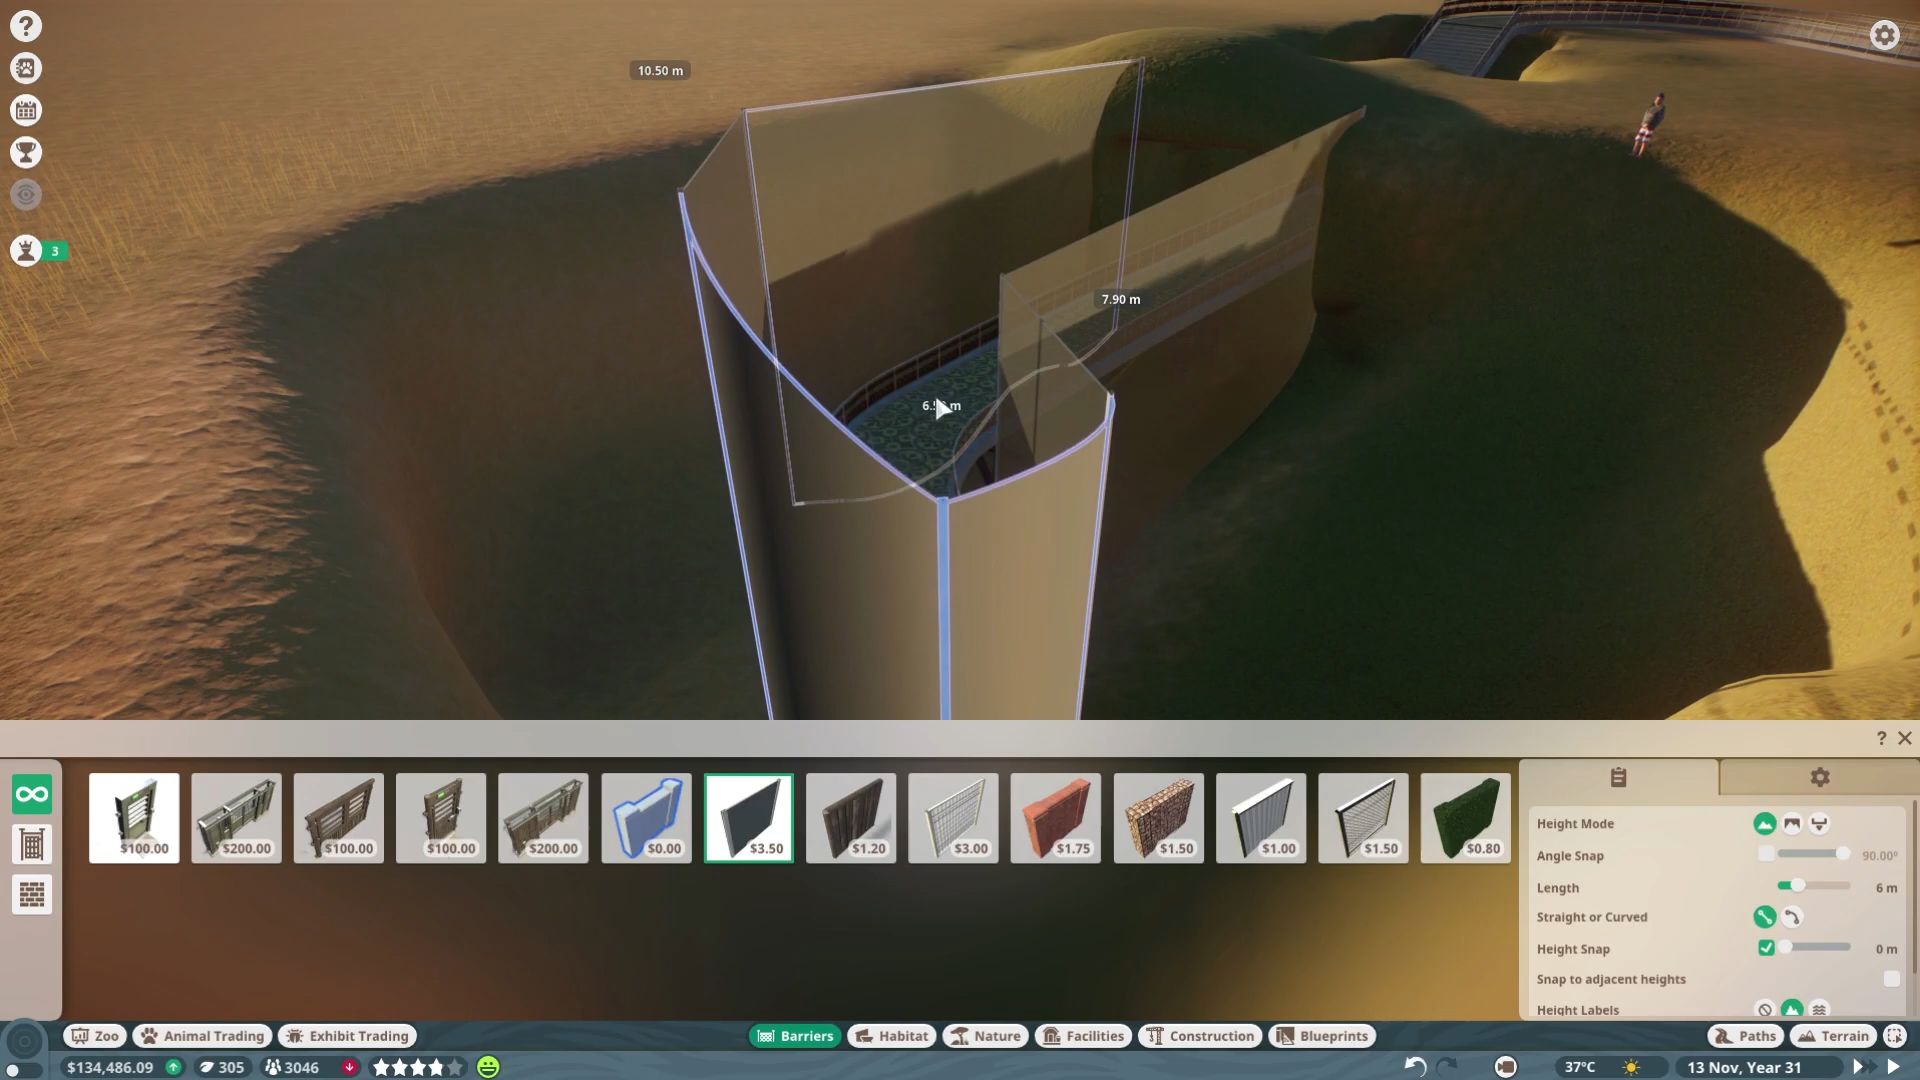 10.50 m
3
7.90 m
?
$100.00
$200.00
$100.00
$100.00
$200.00
$0.00
$3.50
$1.20
$3.00
$1.75
$1.50
$1.00
$1.50
$0.80
Height Mode
Angle Snap 90.00°
Length 6 m
Straight or Curved
Height Snap 0 m
Snap to adjacent heights
Height Labels
Zoo Animal Trading Exhibit Trading Barriers Habitat Nature Facilities Construction Blueprints Paths Terrain
$134,486.09 305 3046 37°C 13 Nov, Year 31